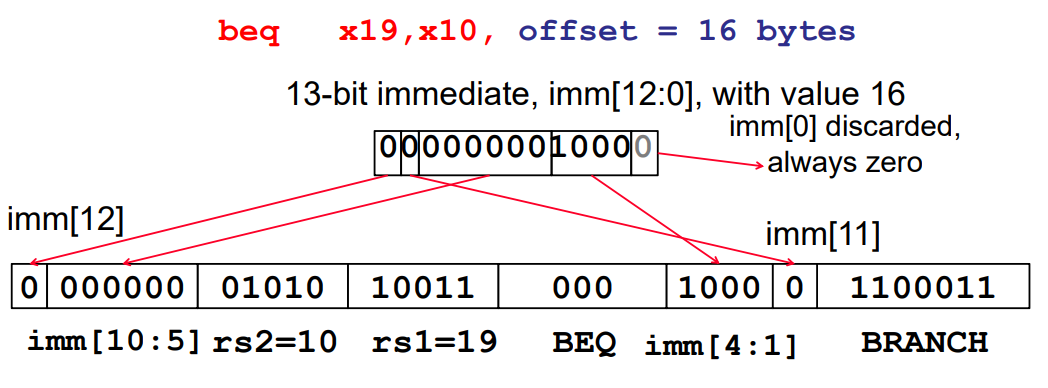 beq x19,x10, offset = 16 bytes
13-bit immediate, imm[12:0], with value 16
imm[0] discarded,
always zero
0000000010000
imm[12]
imm[11]
0 000000 01010 10011 000 1000 0 1100011
imm[10:5] rs2=10 rs1=19 BEQ imm[4:1] BRANCH